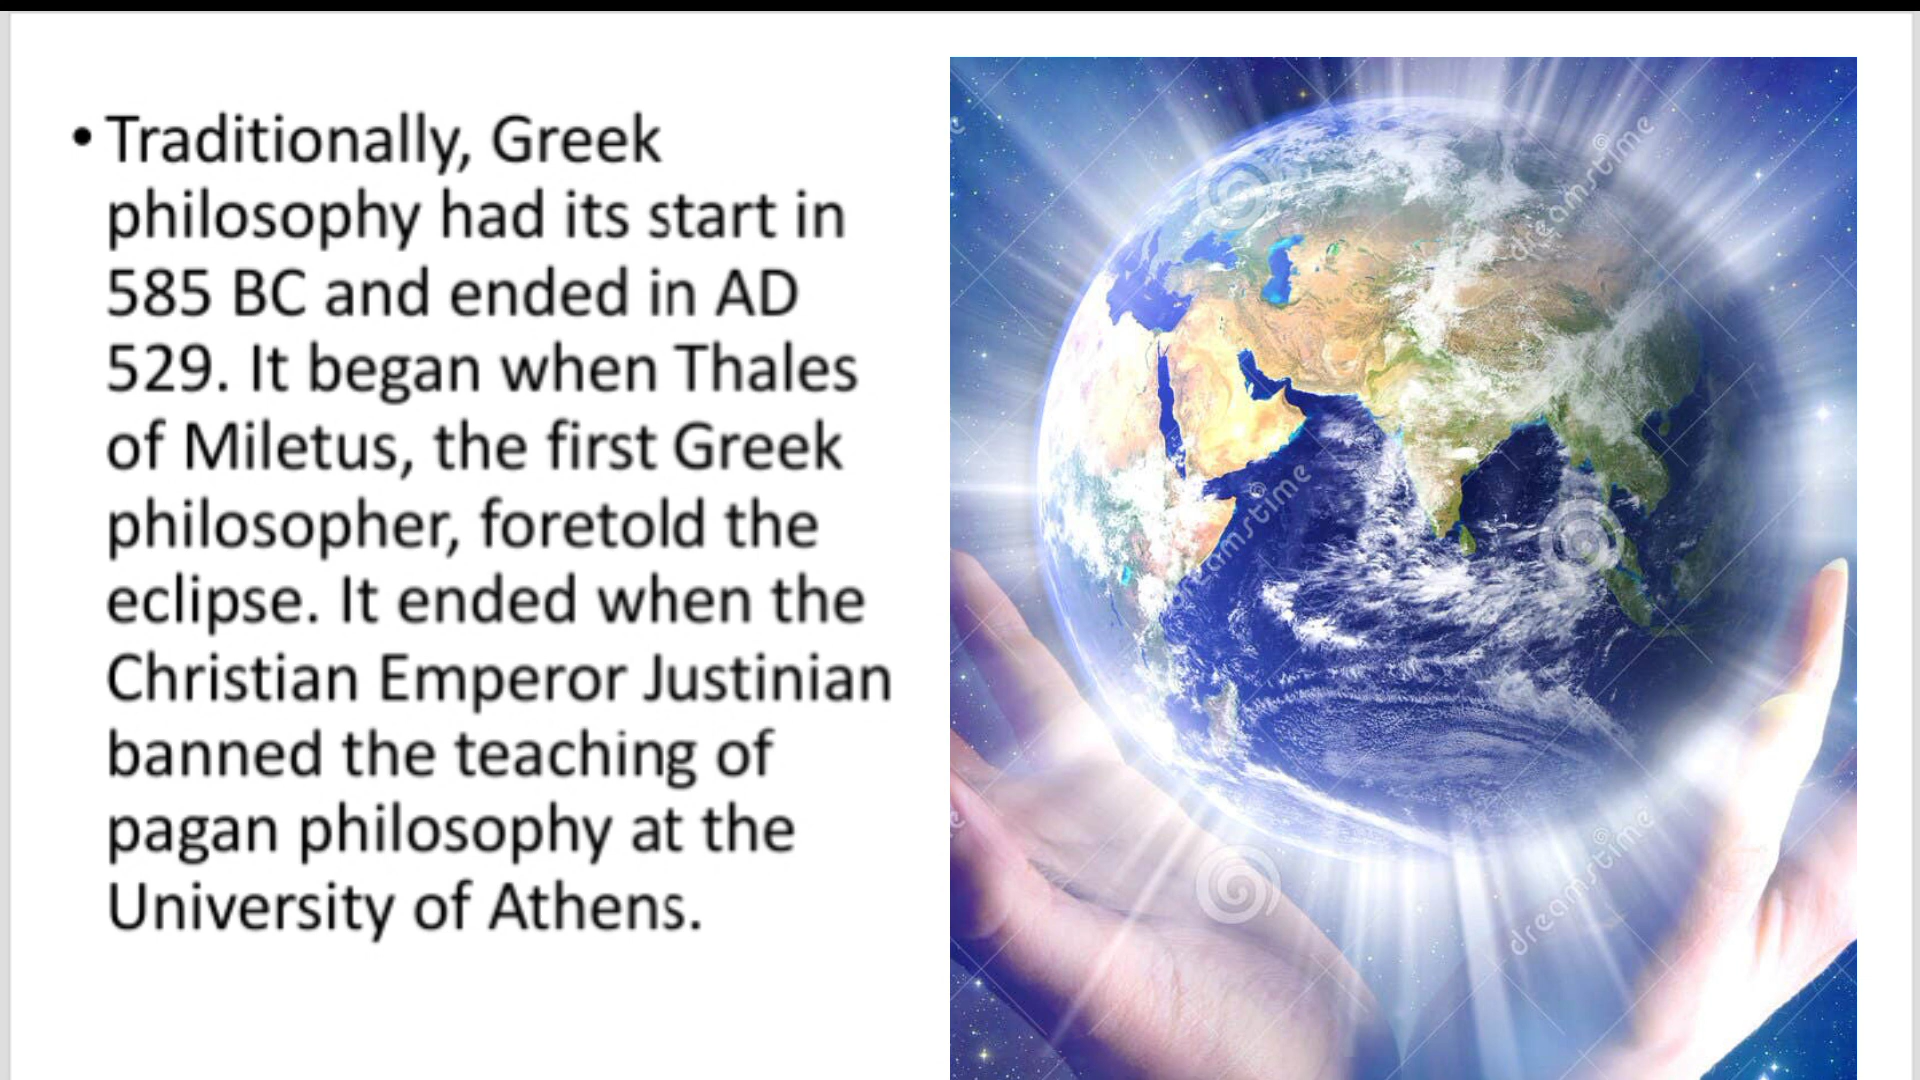 • Traditionally, Greek
philosophy had its start in
585 BC and ended in AD
529. It began when Thales
of Miletus, the first Greek
philosopher, foretold the
eclipse. It ended when the
Christian Emperor Justinian
banned the teaching of
pagan philosophy at the
University of Athens.
dreamstime
dreamstime
dreamstime